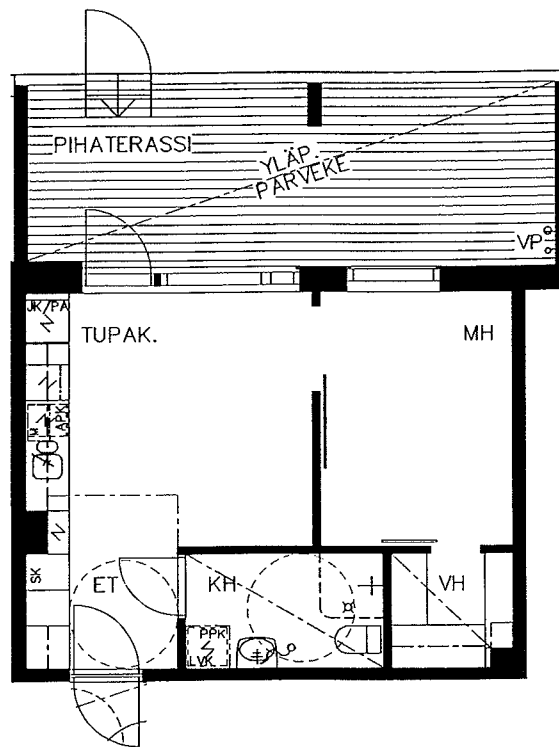 PIHATERASSI
YLÄP.
PARVEKE
VP
JK/PA
TUPAK.
MH
APK
SK
ET
KH
VH
PPK
LVK